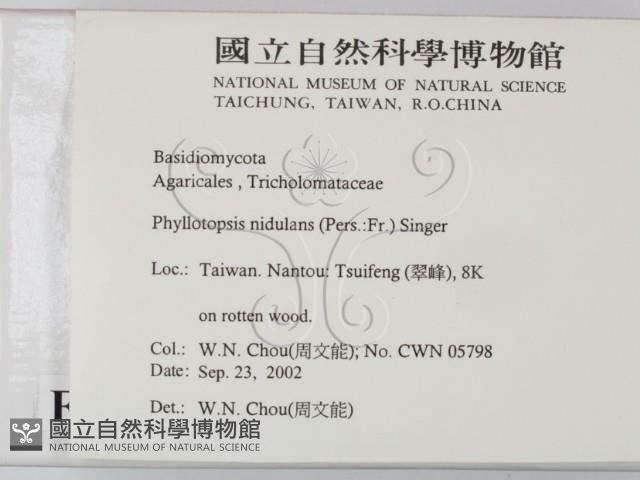 國立自然科學博物館
NATIONAL MUSEUM OF NATURAL SCIENCE
TAICHUNG, TAIWAN, R.O.CHINA
Basidiomycota
Agaricales , Tricholomataceae
Phyllotopsis nidulans (Pers.:Fr.) Singer
Loc.: Taiwan. Nantou: Tsuifeng (翠峰), 8K
on rotten wood.
Col.: W.N. Chou(周文能); No. CWN 05798
Date: Sep. 23, 2002
Det.: W.N. Chou(周文能)
國立自然科學博物館
NATIONAL MUSEUM OF NATURAL SCIENCE